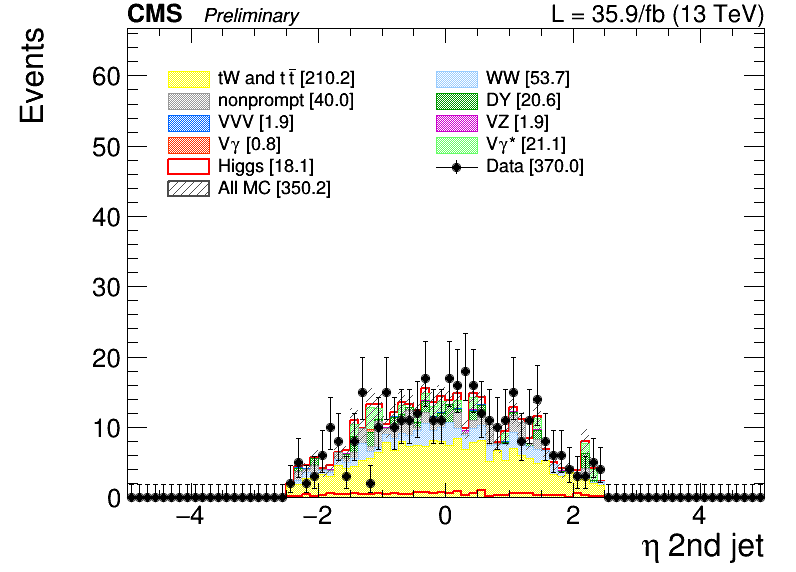 CMS Preliminary L = 35.9/fb (13 TeV)
Events
60
50
40
30
20
10
0
tW and t t̄ [210.2] WW [53.7]
nonprompt [40.0] DY [20.6]
VVV [1.9] VZ [1.9]
Vγ [0.8] Vγ* [21.1]
Higgs [18.1] Data [370.0]
All MC [350.2]
−4 −2 0 2 4
η 2nd jet